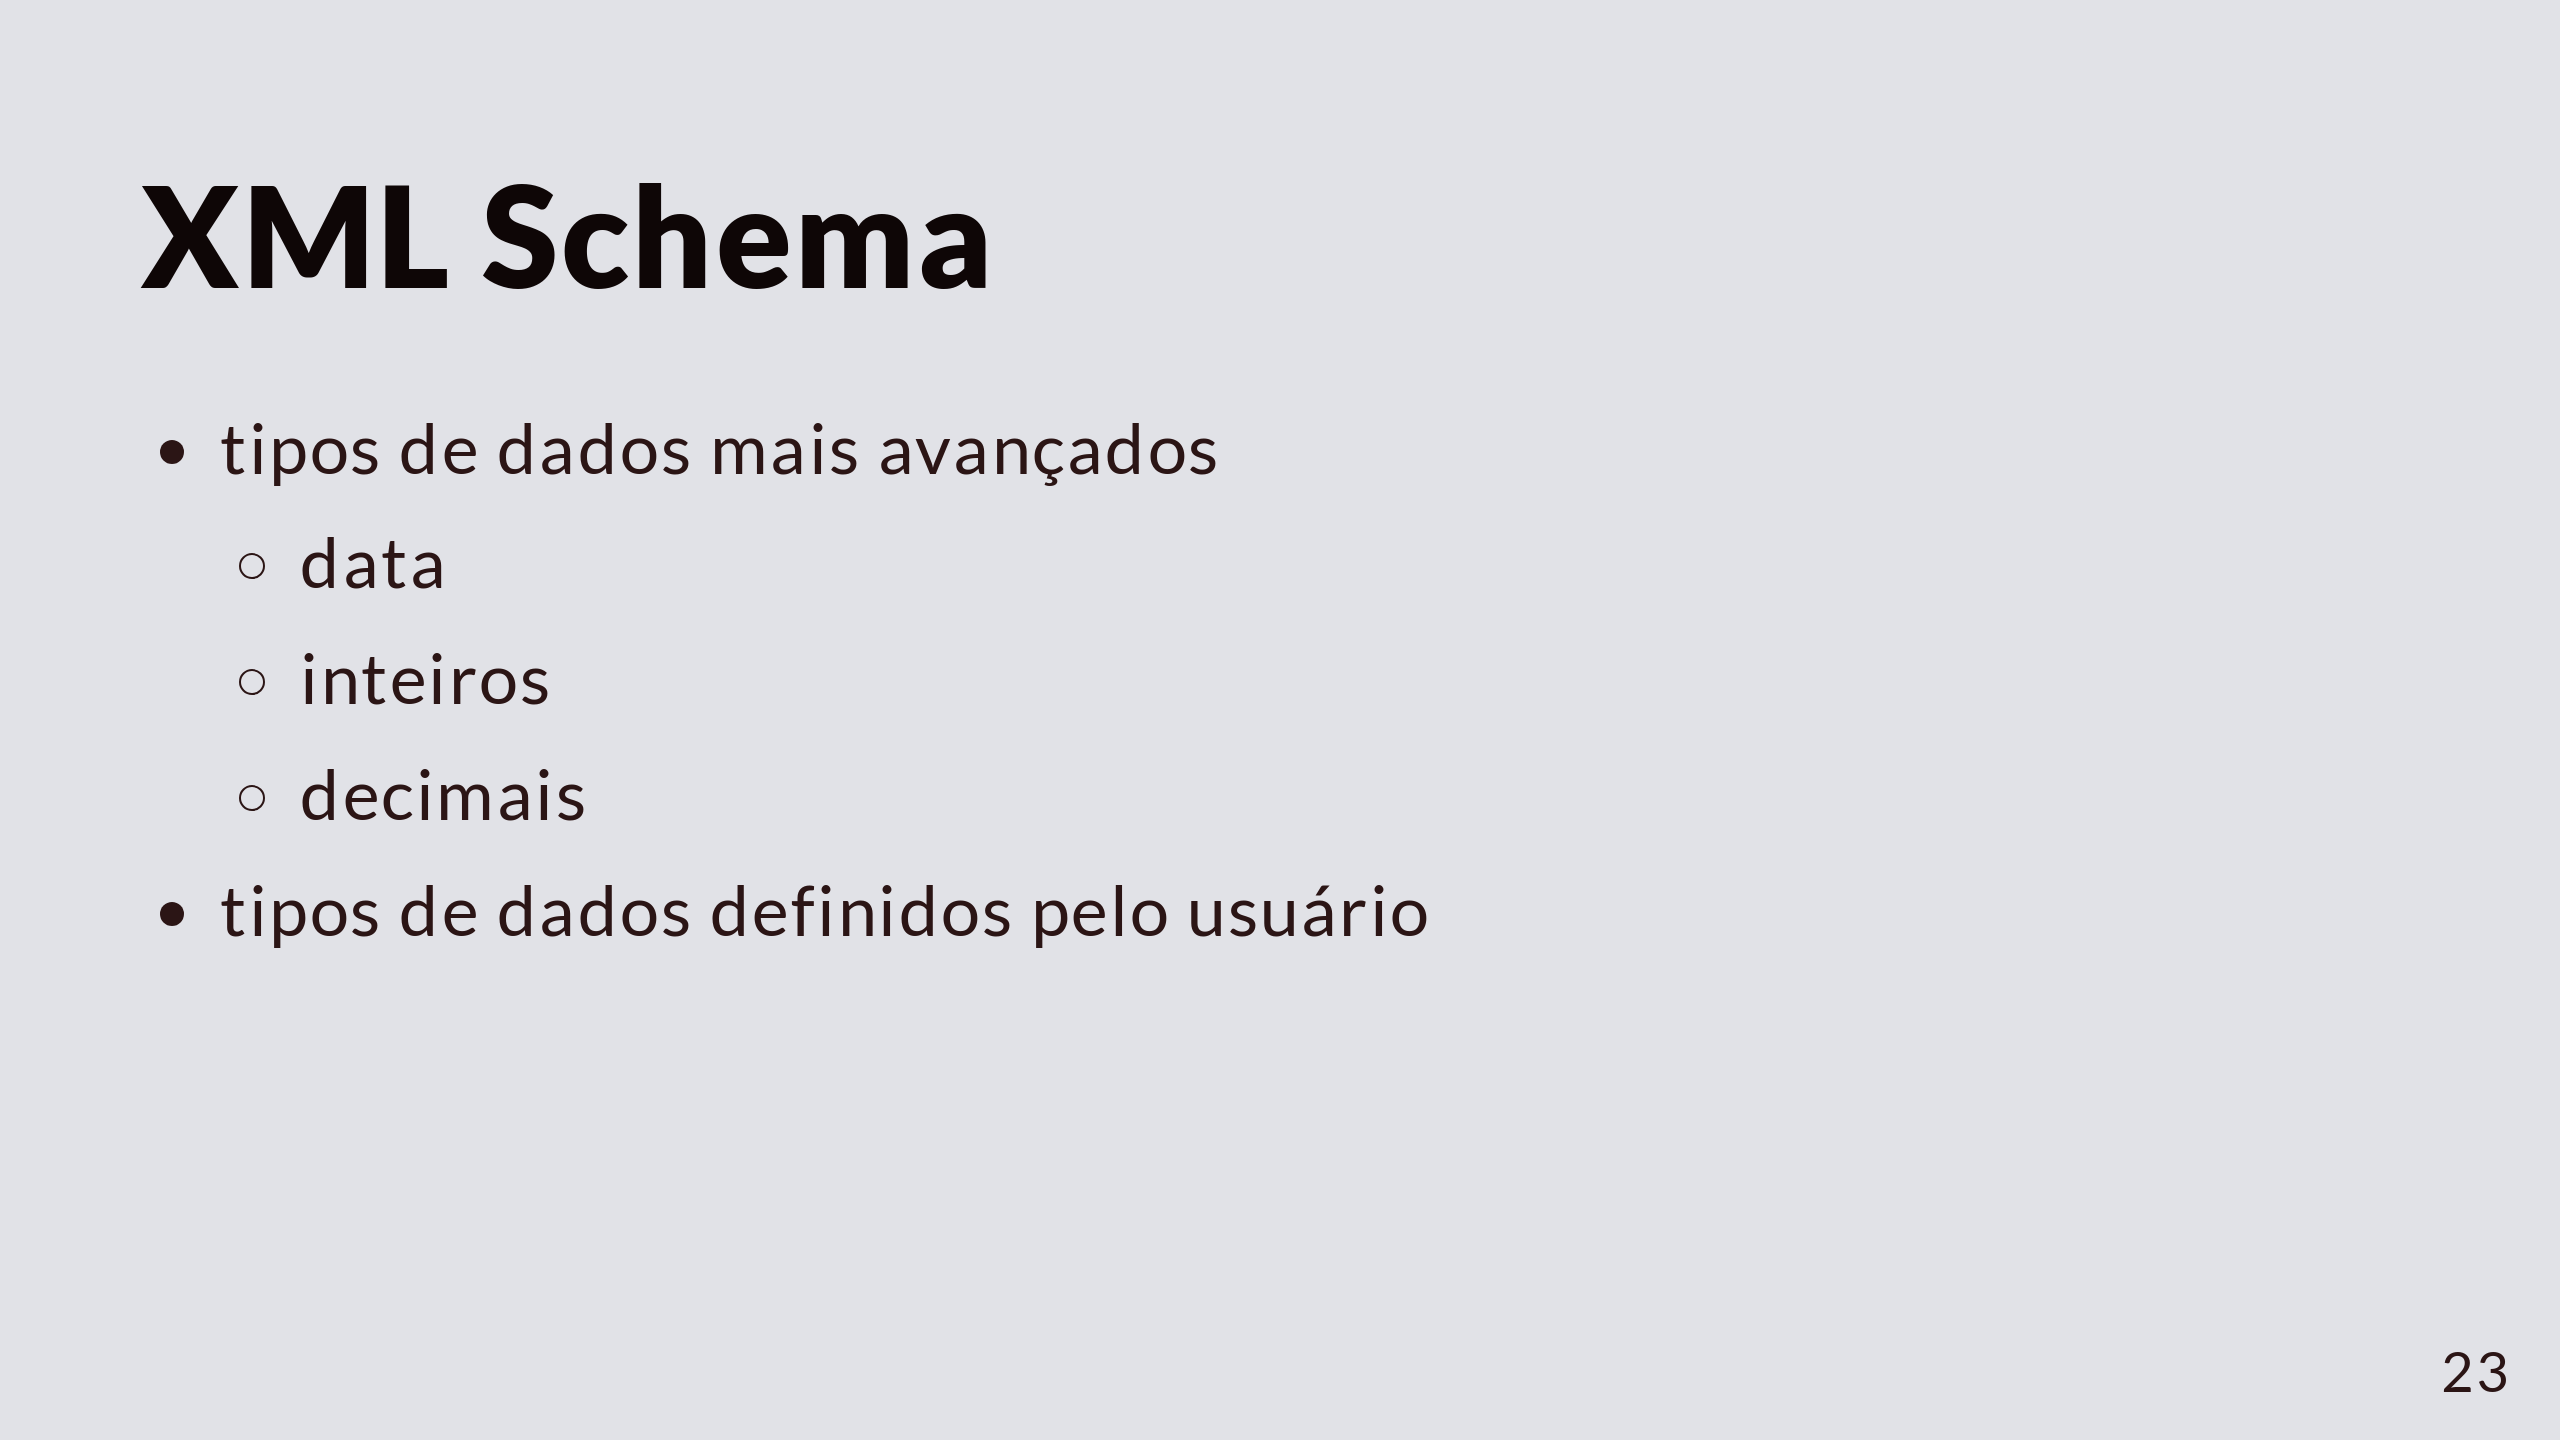 XML Schema
• tipos de dados mais avançados
○ data
○ inteiros
○ decimais
• tipos de dados definidos pelo usuário
23